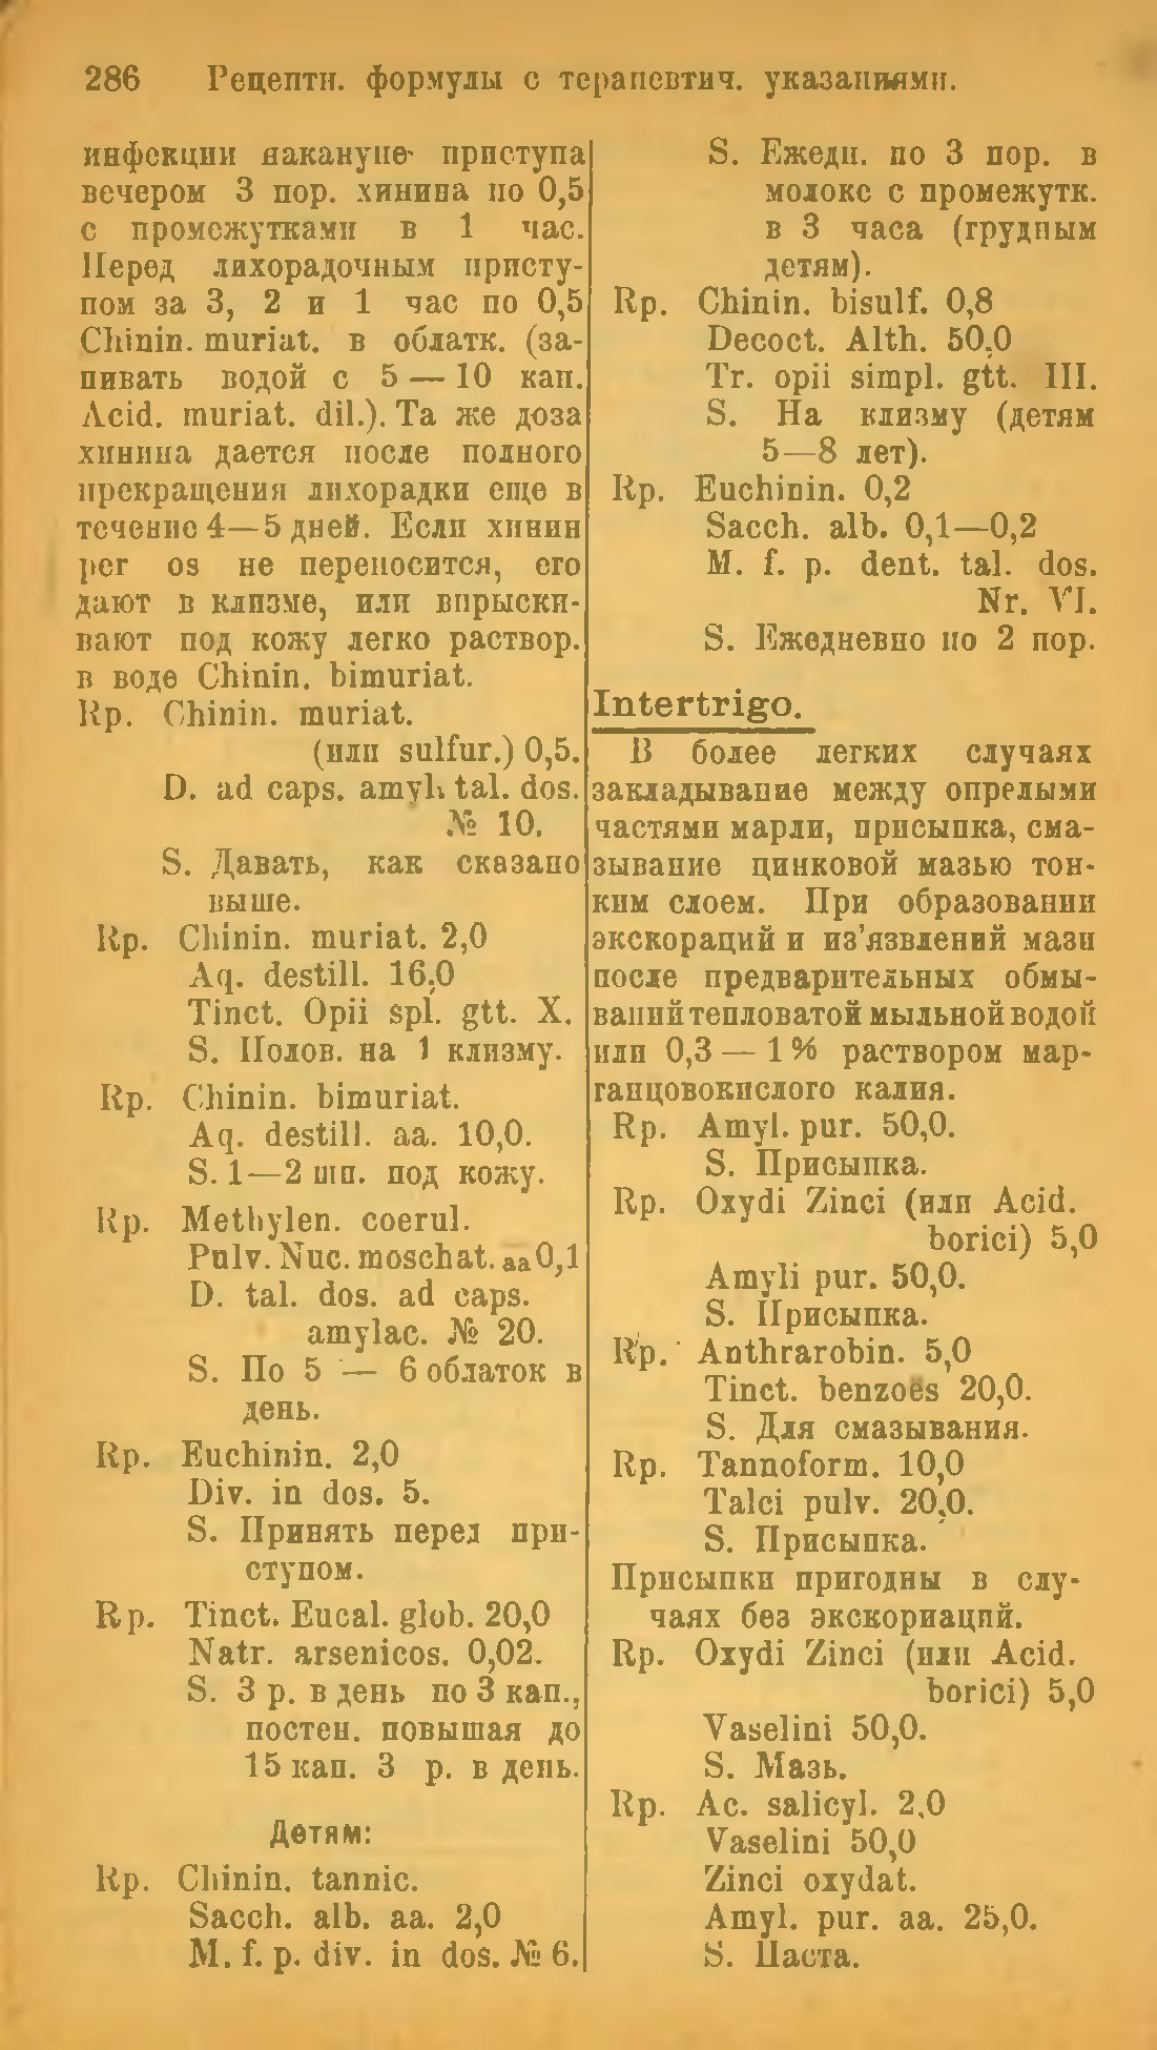 286 Рецептн. формулы с терапевтич. указаниями.
инфекции накануне приступа
вечером 3 пор. хинина по 0,5
с промежутками в 1 час.
Перед лихорадочным присту-
пом за 3, 2 и 1 час по 0,5
Chinin. muriat. в облатк. (за-
пивать водой с 5 — 10 кап.
Acid. muriat. dil.). Та же доза
хинина дается после полного
прекращения лихорадки еще в
течение 4—5 дней. Если хинин
per os не переносится, его
дают в клизме, или впрыски-
вают под кожу легко раствор.
в воде Chinin. bimuriat.
Rp. Chinin. muriat.
(или sulfur.) 0,5.
D. ad caps. amyl. tal. dos.
№ 10.
S. Давать, как сказано
выше.
Rp. Chinin. muriat. 2,0
Aq. destill. 16,0
Tinct. Opii spl. gtt. X.
S. Полов. на 1 клизму.
Rp. Chinin. bimuriat.
Aq. destill. aa. 10,0.
S. 1—2 шп. под кожу.
Rp. Methylen. coerul.
Pulv. Nuc. moschat. aa 0,1
D. tal. dos. ad caps.
amylac. № 20.
S. По 5 — 6 облаток в
день.
Rp. Euchinin. 2,0
Div. in dos. 5.
S. Принять перед при-
ступом.
Rp. Tinct. Eucal. glob. 20,0
Natr. arsenicos. 0,02.
S. 3 р. в день по 3 кап.,
постен. повышая до
15 кап. 3 р. в день.
Детям:
Rp. Chinin. tannic.
Sacch. alb. aa. 2,0
M. f. p. div. in dos. № 6.
S. Ежедн. по 3 пор. в
молоке с промежутк.
в 3 часа (грудным
детям).
Rp. Chinin. bisulf. 0,8
Decoct. Alth. 50,0
Tr. opii simpl. gtt. III.
S. На клизму (детям
5—8 лет).
Rp. Euchinin. 0,2
Sacch. alb. 0,1—0,2
M. f. p. dent. tal. dos.
Nr. VI.
S. Ежедневно по 2 пор.
Intertrigo.
В более легких случаях
закладывание между опрелыми
частями марли, присыпка, сма-
зывание цинковой мазью тон-
ким слоем. При образовании
экскораций и из’язвлений мази
после предварительных обмы-
ваний тепловатой мыльной водой
или 0,3 — 1% раствором мар-
ганцовокислого калия.
Rp. Amyl. pur. 50,0.
S. Присыпка.
Rp. Oxydi Zinci (или Acid.
borici) 5,0
Amyli pur. 50,0.
S. Присыпка.
Rp. Anthrarobin. 5,0
Tinct. benzoës 20,0.
S. Для смазывания.
Rp. Tannoform. 10,0
Talci pulv. 20,0.
S. Присыпка.
Присыпки пригодны в слу-
чаях без экскориаций.
Rp. Oxydi Zinci (или Acid.
borici) 5,0
Vaselini 50,0.
S. Мазь.
Rp. Ac. salicyl. 2,0
Vaselini 50,0
Zinci oxydat.
Amyl. pur. aa. 25,0.
S. Паста.